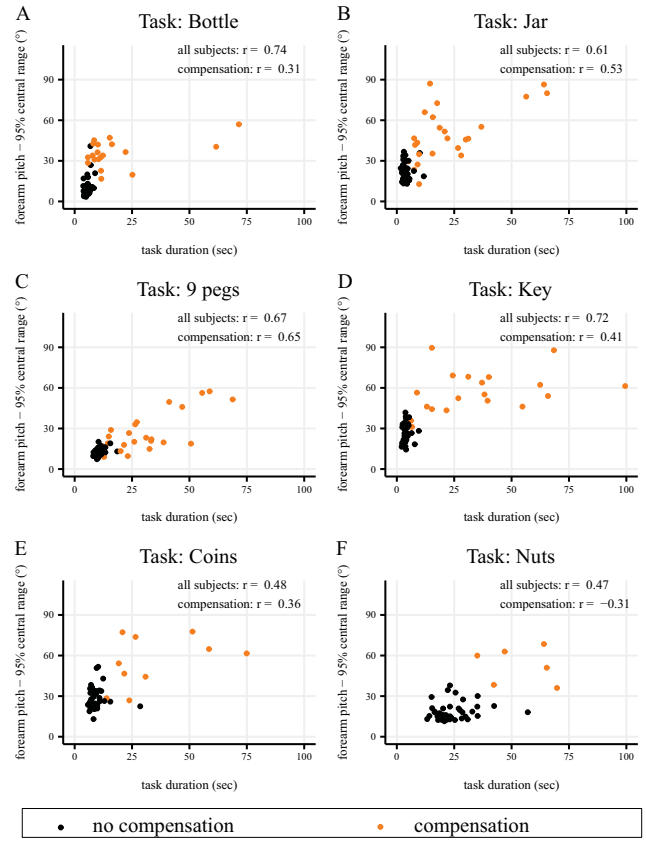 A
Task: Bottle
all subjects: r = 0.74
compensation: r = 0.31
forearm pitch − 95% central range (°)
90
60
30
0
0 25 50 75 100
task duration (sec)
B
Task: Jar
all subjects: r = 0.61
compensation: r = 0.53
forearm pitch − 95% central range (°)
90
60
30
0
0 25 50 75 100
task duration (sec)
C
Task: 9 pegs
all subjects: r = 0.67
compensation: r = 0.65
forearm pitch − 95% central range (°)
90
60
30
0
0 25 50 75 100
task duration (sec)
D
Task: Key
all subjects: r = 0.72
compensation: r = 0.41
forearm pitch − 95% central range (°)
90
60
30
0
0 25 50 75 100
task duration (sec)
E
Task: Coins
all subjects: r = 0.48
compensation: r = 0.36
forearm pitch − 95% central range (°)
90
60
30
0
0 25 50 75 100
task duration (sec)
F
Task: Nuts
all subjects: r = 0.47
compensation: r = −0.31
forearm pitch − 95% central range (°)
90
60
30
0
0 25 50 75 100
task duration (sec)
no compensation compensation